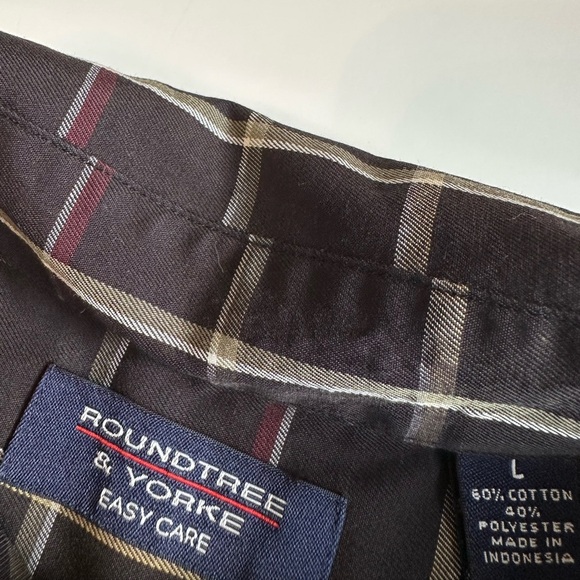 ROUNDTREE
& YORKE
EASY CARE
L
60% COTTON
40%
POLYESTER
MADE IN
INDONESIA